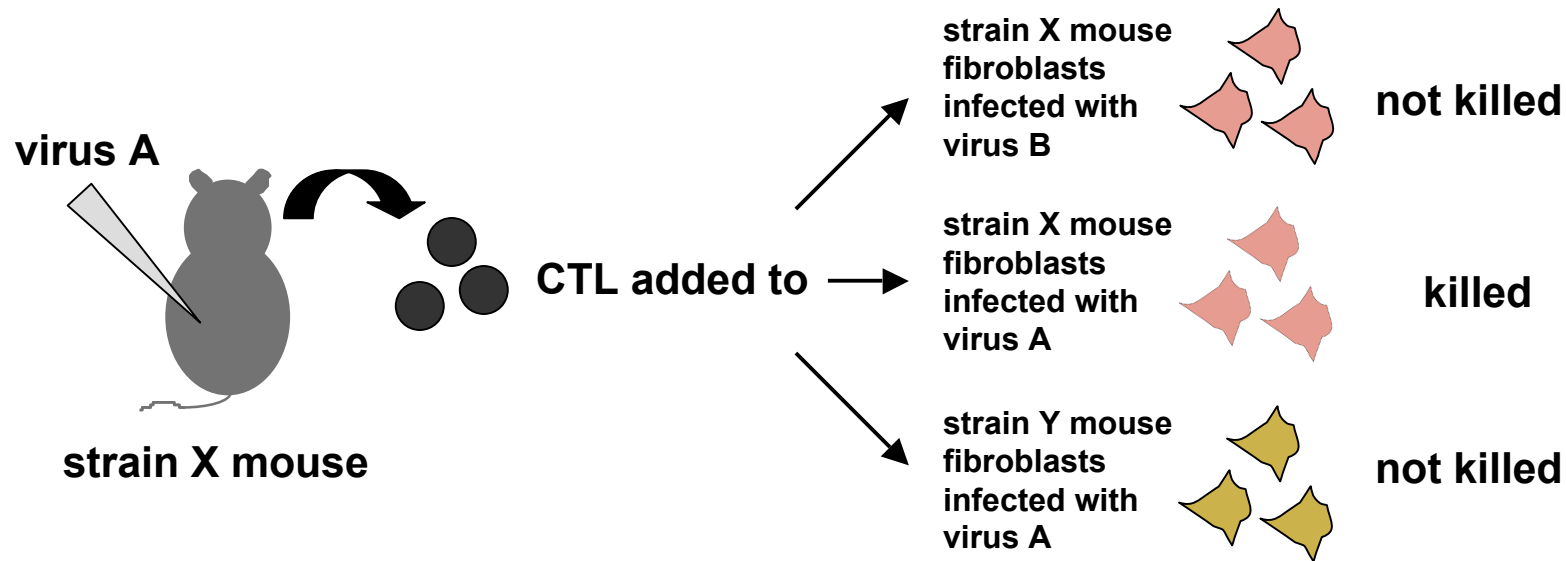 virus A
strain X mouse
CTL added to
strain X mouse
fibroblasts
infected with
virus B
not killed
strain X mouse
fibroblasts
infected with
virus A
killed
strain Y mouse
fibroblasts
infected with
virus A
not killed